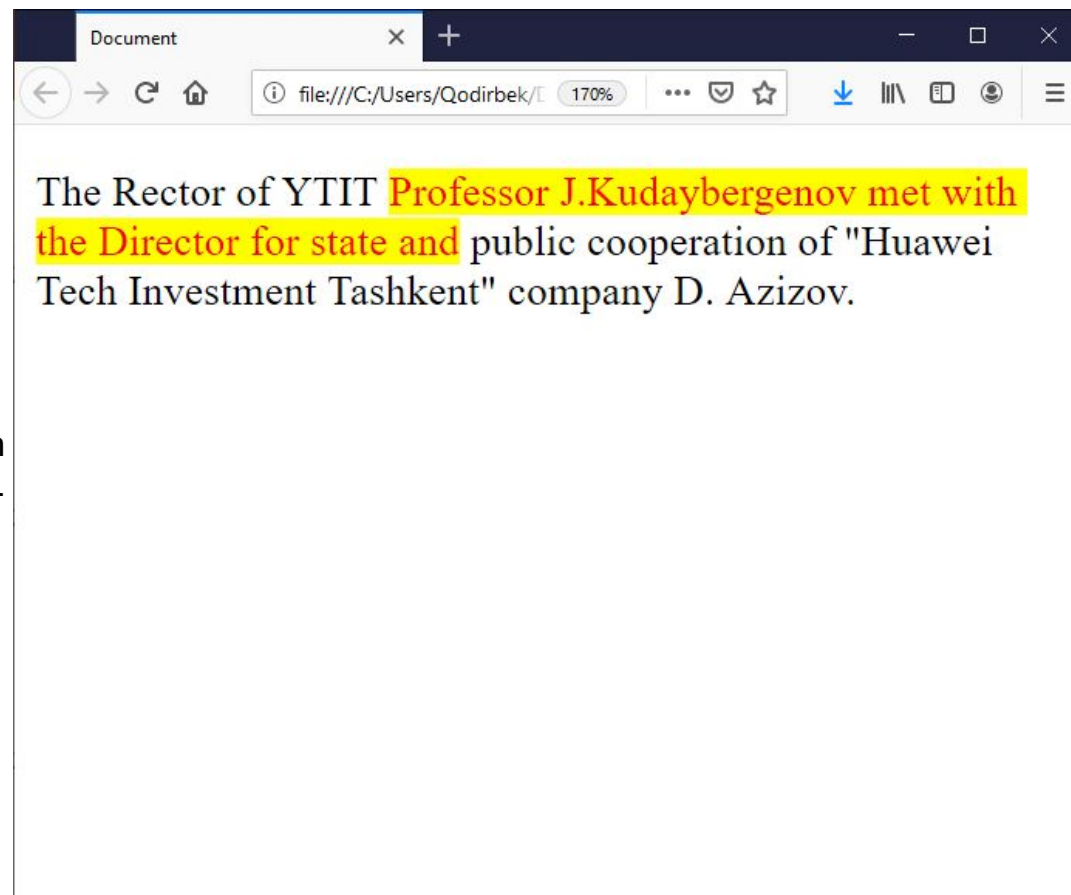 Document
file:///C:/Users/Qodirbek/ 170%
The Rector of YTIT Professor J.Kudaybergenov met with
the Director for state and public cooperation of "Huawei
Tech Investment Tashkent" company D. Azizov.